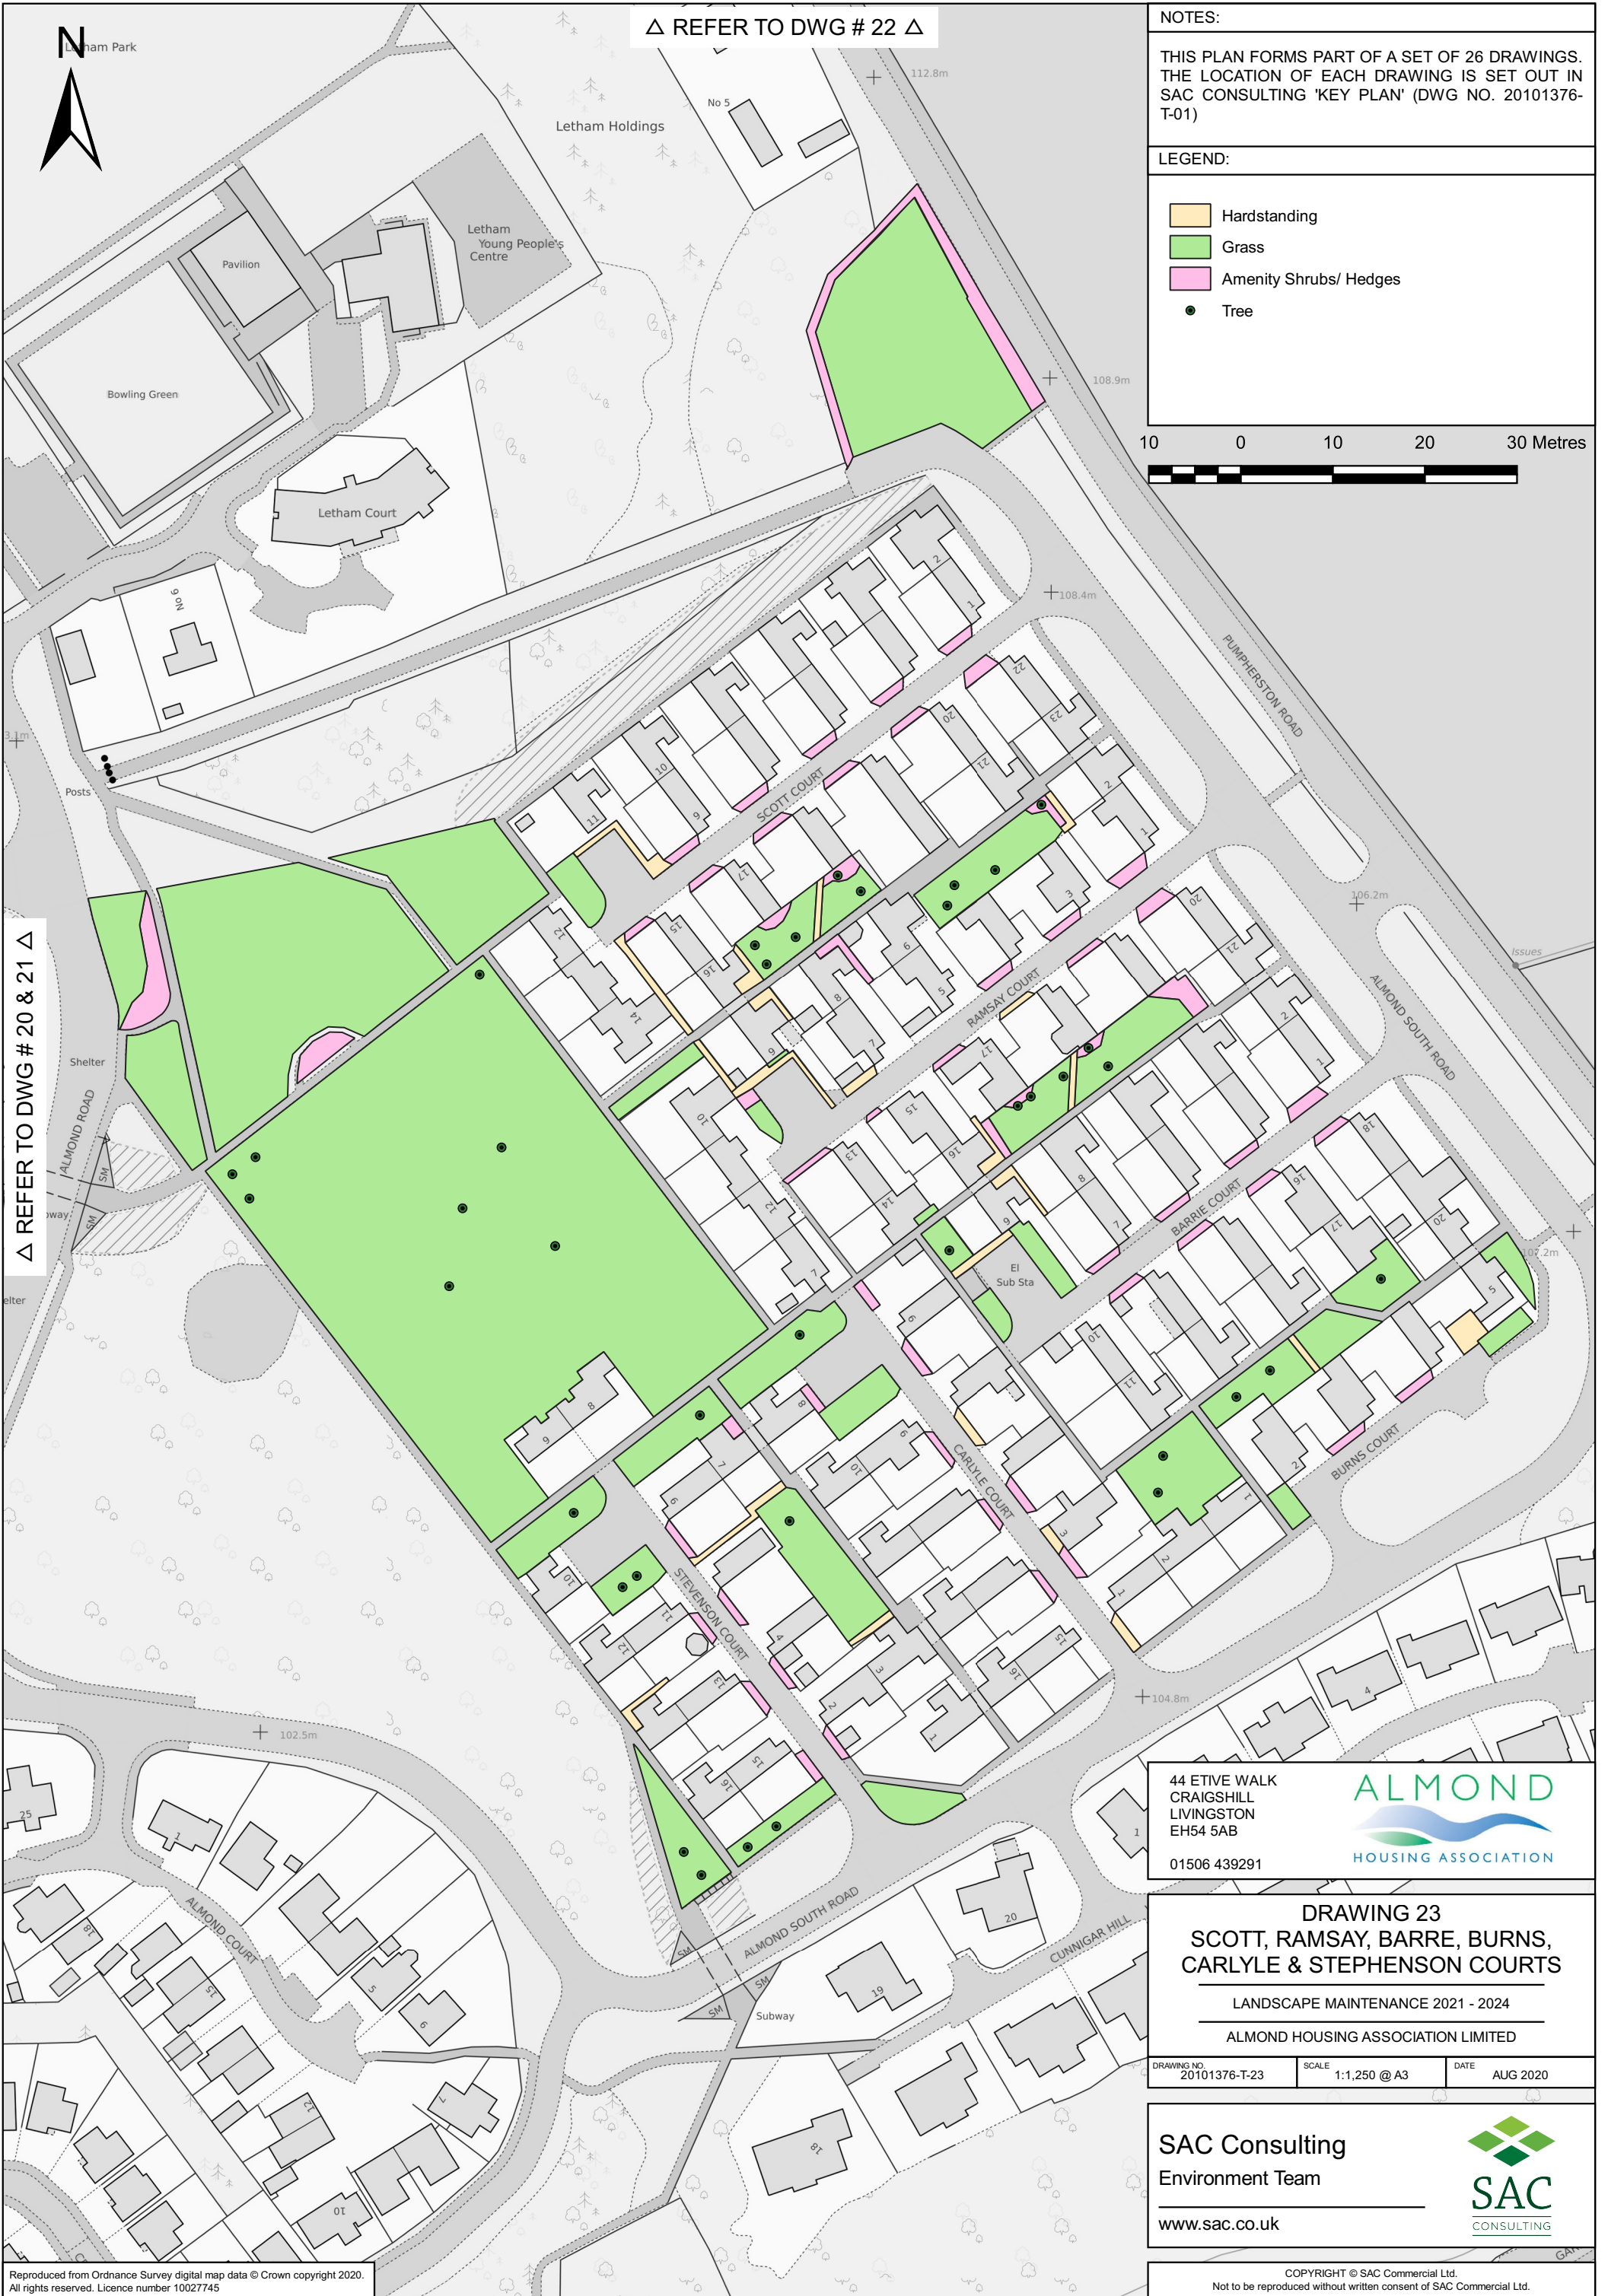 △ REFER TO DWG # 22 △
N
Letham Park
Letham Holdings
No 5
112.8m
NOTES:
THIS PLAN FORMS PART OF A SET OF 26 DRAWINGS.
THE LOCATION OF EACH DRAWING IS SET OUT IN
SAC CONSULTING 'KEY PLAN' (DWG NO. 20101376-
T-01)
LEGEND:
Hardstanding
Grass
Amenity Shrubs/ Hedges
Tree
10 0 10 20 30 Metres
Pavilion
Letham
Young People's
Centre
Bowling Green
Letham Court
108.9m
108.4m
No 6
Posts
PUMPHERSTON ROAD
SCOTT COURT
106.2m
Issues
RAMSAY COURT
ALMOND SOUTH ROAD
△ REFER TO DWG # 20 & 21 △
Shelter
ALMOND ROAD
SM
SM
BARRIE COURT
El
Sub Sta
CARLYLE COURT
BURNS COURT
STEVENSON COURT
104.8m
102.5m
ALMOND COURT
ALMOND SOUTH ROAD
CUNNIGAR HILL
SM
SM
SM
Subway
44 ETIVE WALK
CRAIGSHILL
LIVINGSTON
EH54 5AB
01506 439291
ALMOND
HOUSING ASSOCIATION
DRAWING 23
SCOTT, RAMSAY, BARRE, BURNS,
CARLYLE & STEPHENSON COURTS
LANDSCAPE MAINTENANCE 2021 - 2024
ALMOND HOUSING ASSOCIATION LIMITED
DRAWING NO.
20101376-T-23
SCALE
1:1,250 @ A3
DATE
AUG 2020
SAC Consulting
Environment Team
www.sac.co.uk
SAC
CONSULTING
Reproduced from Ordnance Survey digital map data © Crown copyright 2020.
All rights reserved. Licence number 10027745
COPYRIGHT © SAC Commercial Ltd.
Not to be reproduced without written consent of SAC Commercial Ltd.